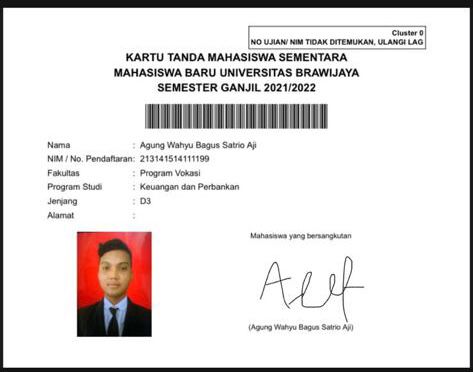 Cluster 0
NO UJIAN/ NIM TIDAK DITEMUKAN, ULANGI LAG
KARTU TANDA MAHASISWA SEMENTARA
MAHASISWA BARU UNIVERSITAS BRAWIJAYA
SEMESTER GANJIL 2021/2022
Nama : Agung Wahyu Bagus Satrio Aji
NIM / No. Pendaftaran: 213141514111199
Fakultas : Program Vokasi
Program Studi : Keuangan dan Perbankan
Jenjang : D3
Alamat :
Mahasiswa yang bersangkutan
(Agung Wahyu Bagus Satrio Aji)